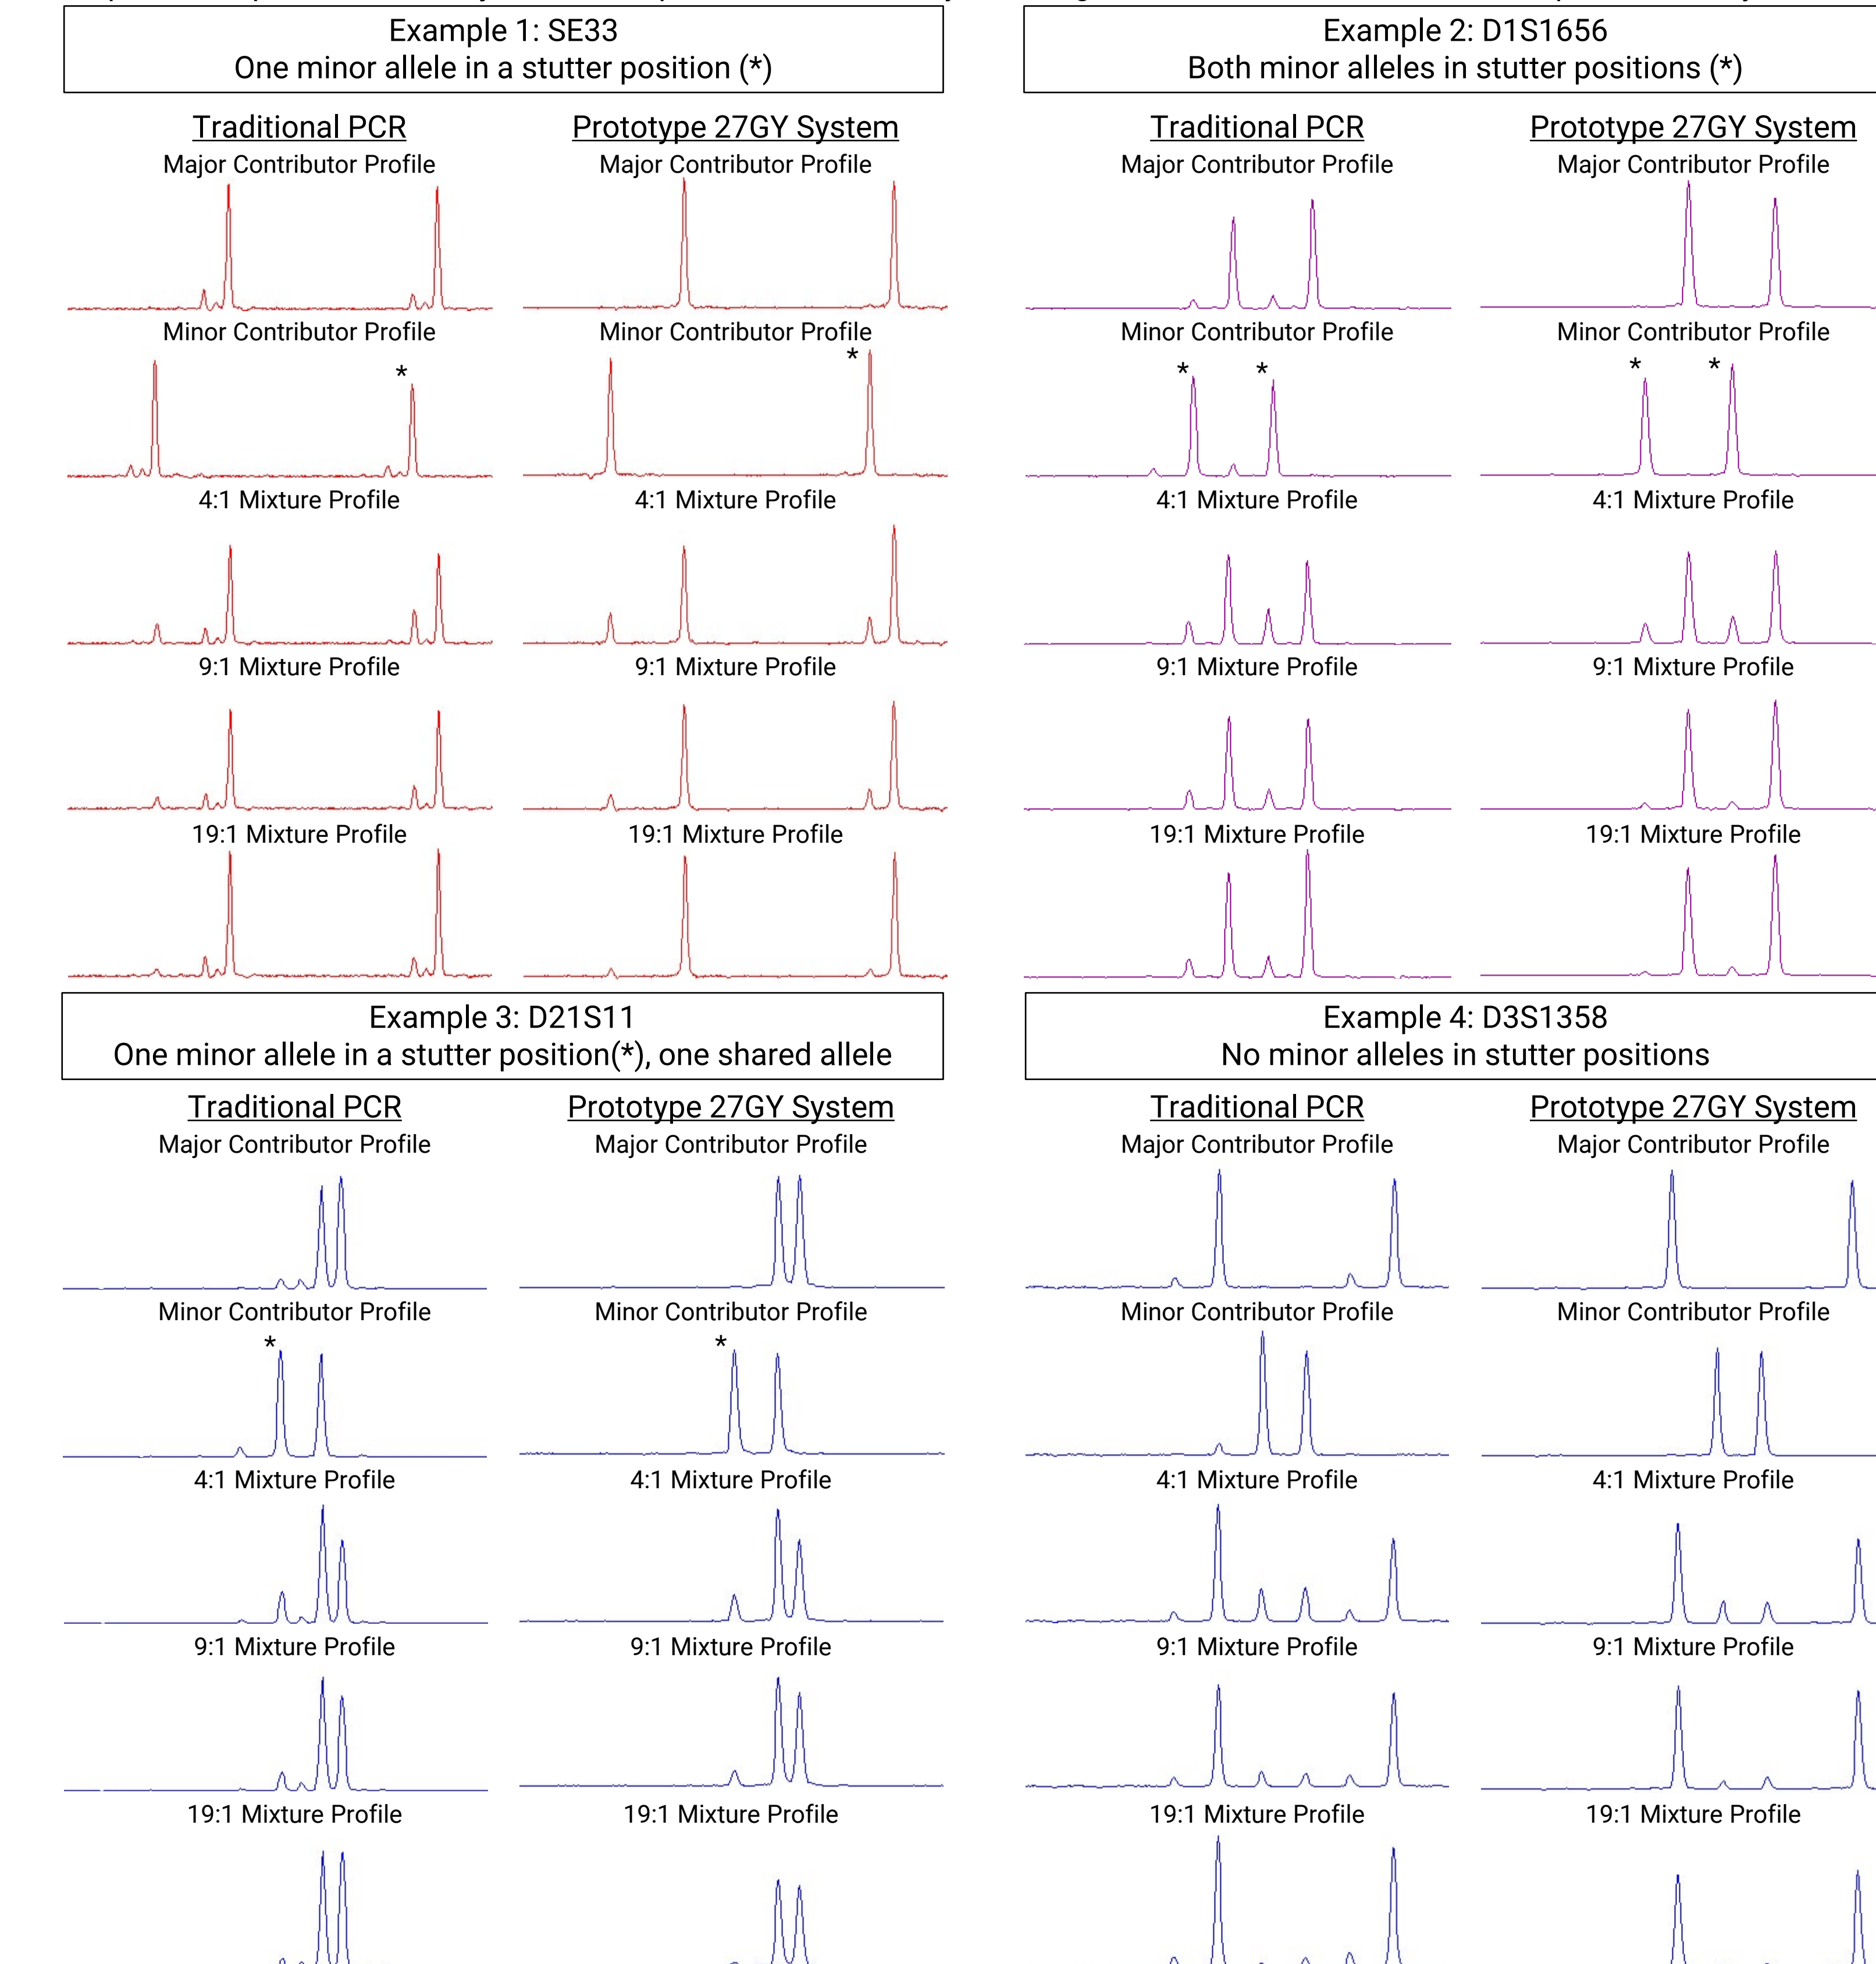 Example 1: SE33
One minor allele in a stutter position (*)
Traditional PCR
Prototype 27GY System
Major Contributor Profile
Major Contributor Profile
Minor Contributor Profile
Minor Contributor Profile
*
*
4:1 Mixture Profile
4:1 Mixture Profile
9:1 Mixture Profile
9:1 Mixture Profile
19:1 Mixture Profile
19:1 Mixture Profile
Example 2: D1S1656
Both minor alleles in stutter positions (*)
Traditional PCR
Prototype 27GY System
Major Contributor Profile
Major Contributor Profile
Minor Contributor Profile
Minor Contributor Profile
* *
* *
4:1 Mixture Profile
4:1 Mixture Profile
9:1 Mixture Profile
9:1 Mixture Profile
19:1 Mixture Profile
19:1 Mixture Profile
Example 3: D21S11
One minor allele in a stutter position(*), one shared allele
Traditional PCR
Prototype 27GY System
Major Contributor Profile
Major Contributor Profile
Minor Contributor Profile
Minor Contributor Profile
*
*
4:1 Mixture Profile
4:1 Mixture Profile
9:1 Mixture Profile
9:1 Mixture Profile
19:1 Mixture Profile
19:1 Mixture Profile
Example 4: D3S1358
No minor alleles in stutter positions
Traditional PCR
Prototype 27GY System
Major Contributor Profile
Major Contributor Profile
Minor Contributor Profile
Minor Contributor Profile
4:1 Mixture Profile
4:1 Mixture Profile
9:1 Mixture Profile
9:1 Mixture Profile
19:1 Mixture Profile
19:1 Mixture Profile